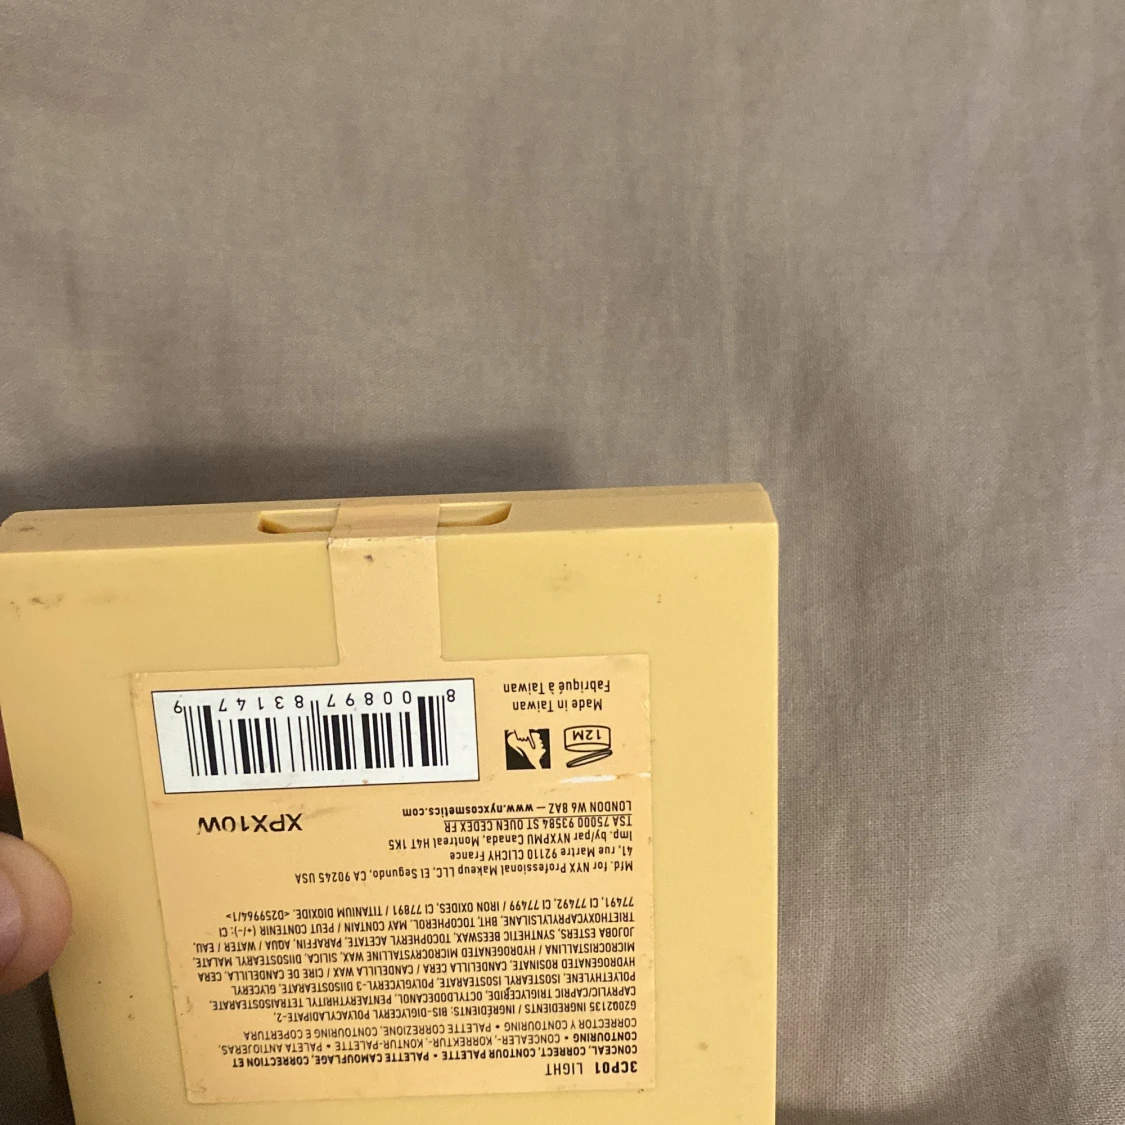 3CP01 LIGHT
CONCEAL, CORRECT, CONTOUR PALETTE • PALETTE CAMOUFLAGE, CORRECTION ET
CONTOURING • CONCEALER-, KORREKTUR-, KONTUR-PALETTE • PALETA ANTIOJERAS,
CORRECTOR Y CONTOURING • PALETTE CORREZIONE, CONTOURING E COPERTURA
G2002135 INGREDIENTS / INGRÉDIENTS: BIS-DIGLYCERYL POLYACYLADIPATE-2,
CAPRYLIC/CAPRIC TRIGLYCERIDE, OCTYLDODECANOL, PENTAERYTHRITYL TETRAISOSTEARATE,
POLYETHYLENE, ISOSTEARYL ISOSTEARATE, POLYGLYCERYL-3 DIISOSTEARATE, GLYCERYL
HYDROGENATED ROSINATE, CANDELILLA CERA / CANDELILLA WAX / CIRE DE CANDELILLA, CERA
MICROCRISTALLINA / HYDROGENATED MICROCRYSTALLINE WAX, SILICA, DIISOSTEARYL MALATE,
JOJOBA ESTERS, SYNTHETIC BEESWAX, TOCOPHERYL ACETATE, PARAFFIN, AQUA / WATER / EAU,
TRIETHOXYCAPRYLYLSILANE, BHT, TOCOPHEROL. MAY CONTAIN / PEUT CONTENIR (+/-): CI
77491, CI 77492, CI 77499 / IRON OXIDES, CI 77891 / TITANIUM DIOXIDE. <D259964/1>
Mfd. for NYX Professional Makeup LLC, El Segundo, CA 90245 USA
41, rue Martre 92110 CLICHY France
Imp. by/par NYXPMU Canada, Montreal H4T 1K5
TSA 75000 93584 ST OUEN CEDEX FR
LONDON W6 8AZ — www.nyxcosmetics.com
XPX10W
12M
Made in Taiwan
Fabriqué à Taiwan
8 00897 83147 9